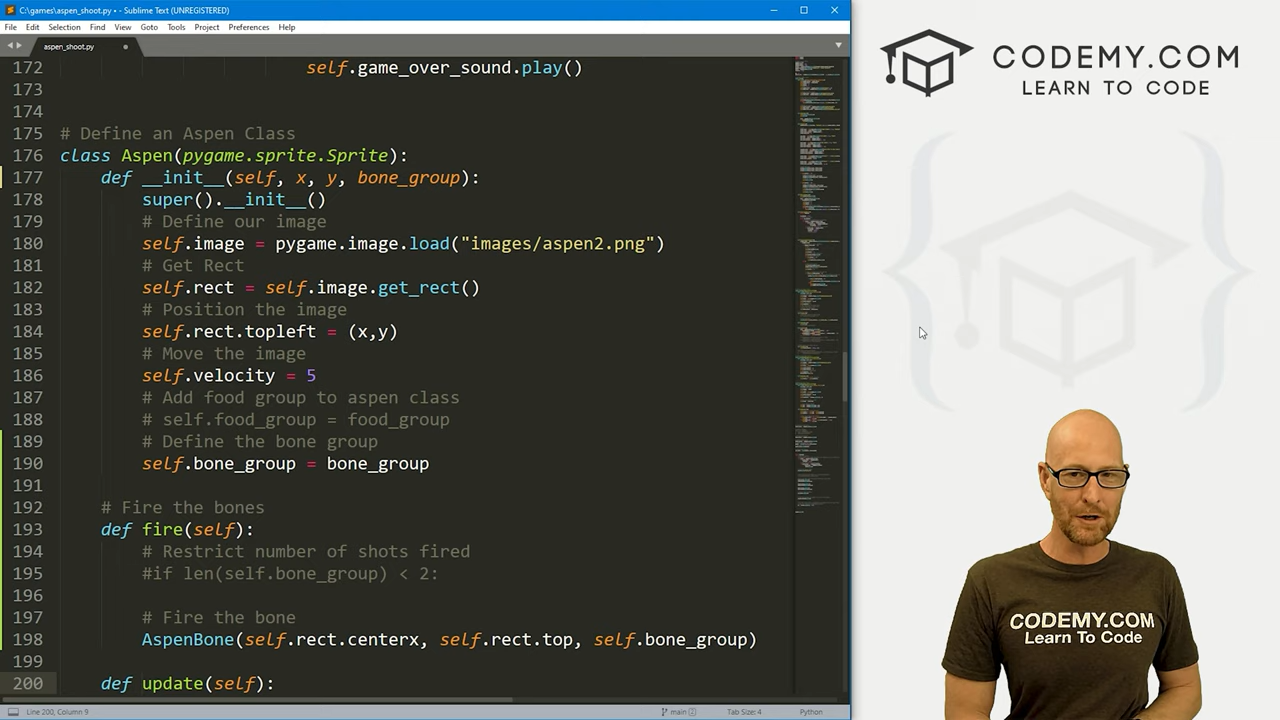 C:\games\aspen_shoot.py • - Sublime Text (UNREGISTERED)
File Edit Selection Find View Goto Tools Project Preferences Help
aspen_shoot.py
172 self.game_over_sound.play()
173
174
175 # Define an Aspen Class
176 class Aspen(pygame.sprite.Sprite):
177 def __init__(self, x, y, bone_group):
178 super().__init__()
179 # Define our image
180 self.image = pygame.image.load("images/aspen2.png")
181 # Get Rect
182 self.rect = self.image.get_rect()
183 # Position the image
184 self.rect.topleft = (x,y)
185 # Move the image
186 self.velocity = 5
187 # Add food group to aspen class
188 # self.food_group = food_group
189 # Define the bone group
190 self.bone_group = bone_group
191
192 # Fire the bones
193 def fire(self):
194 # Restrict number of shots fired
195 #if len(self.bone_group) < 2:
196
197 # Fire the bone
198 AspenBone(self.rect.centerx, self.rect.top, self.bone_group)
199
200 def update(self):
Line 200, Column 9
main 2
Tab Size: 4
Python
CODEMY.COM
LEARN TO CODE
CODEMY.COM
Learn To Code